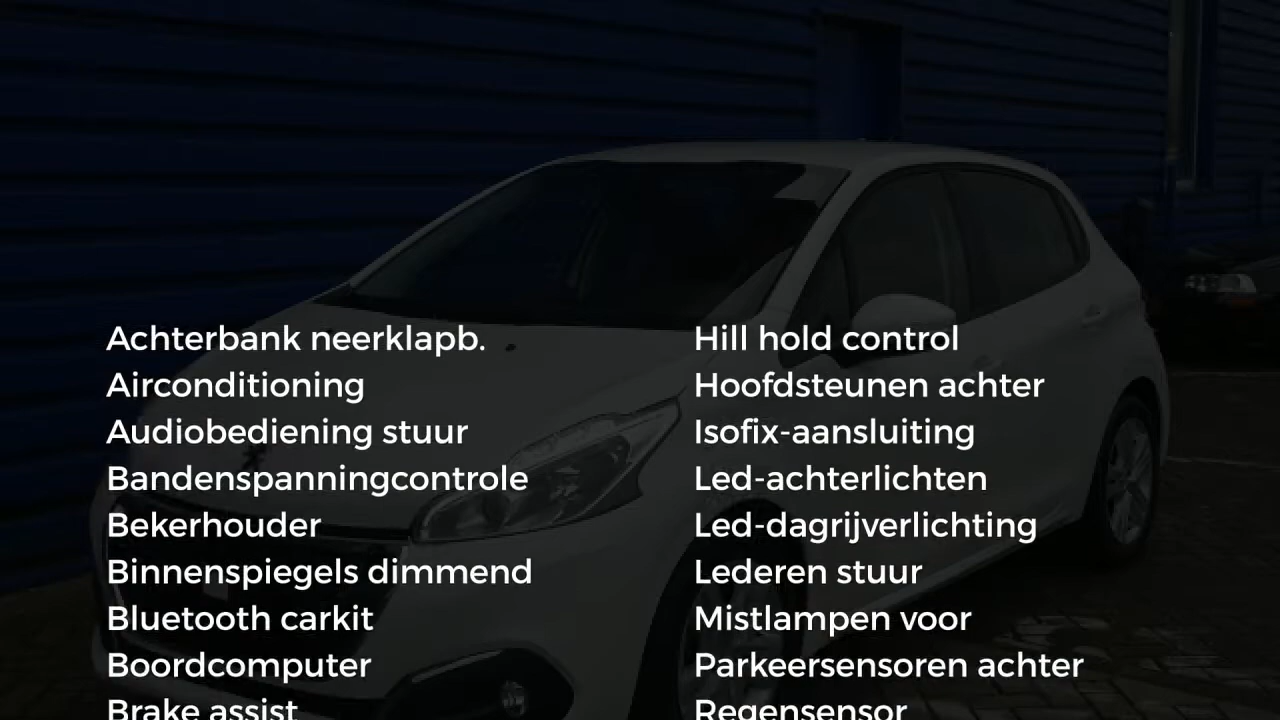 Achterbank neerklapb.
Airconditioning
Audiobediening stuur
Bandenspanningcontrole
Bekerhouder
Binnenspiegels dimmend
Bluetooth carkit
Boordcomputer
Brake assist
Hill hold control
Hoofdsteunen achter
Isofix-aansluiting
Led-achterlichten
Led-dagrijverlichting
Lederen stuur
Mistlampen voor
Parkeersensoren achter
Regensensor